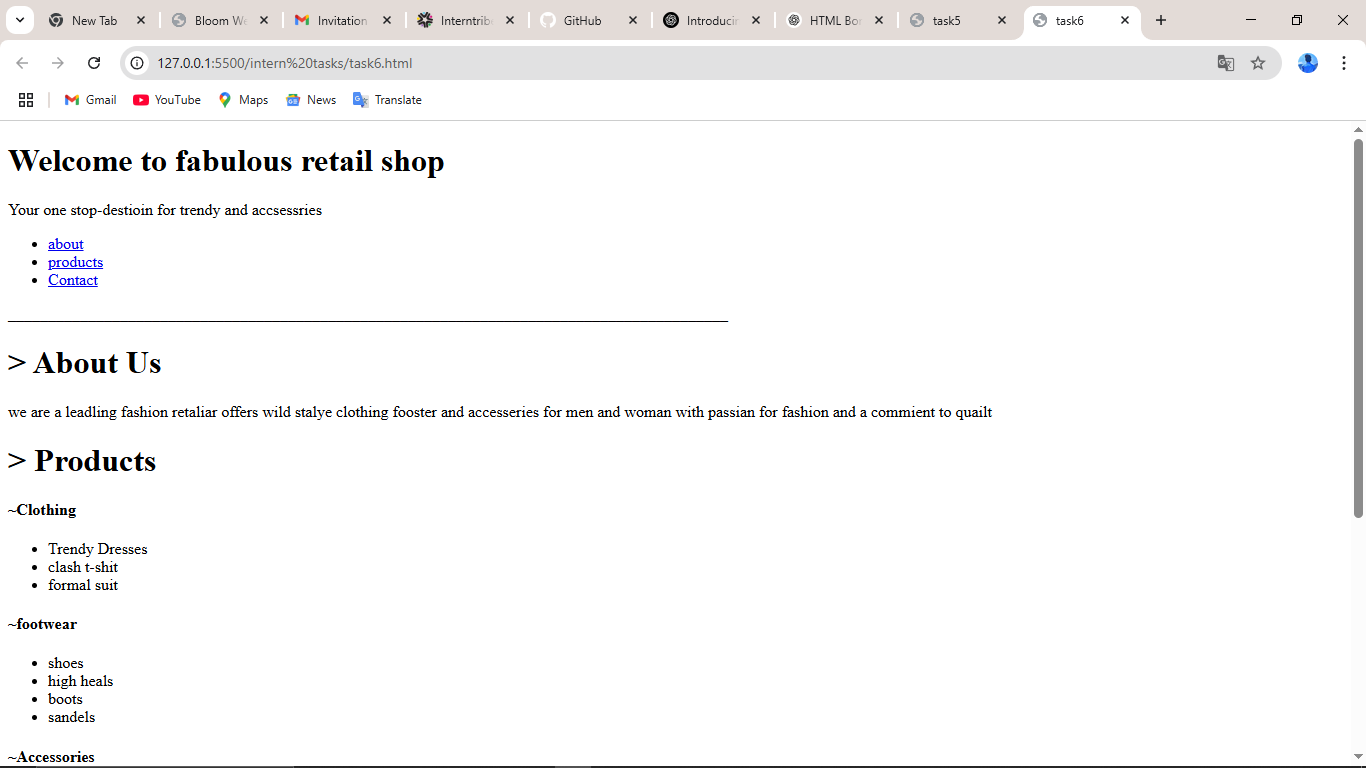 New Tab
Bloom We
Invitation
Interntribe
GitHub
Introducin
HTML Bor
task5
task6
127.0.0.1:5500/intern%20tasks/task6.html
Gmail
YouTube
Maps
News
Translate
Welcome to fabulous retail shop
Your one stop-destioin for trendy and accsessries
about
products
Contact
> About Us
we are a leadling fashion retaliar offers wild stalye clothing fooster and accesseries for men and woman with passian for fashion and a commient to quailt
> Products
~Clothing
Trendy Dresses
clash t-shit
formal suit
~footwear
shoes
high heals
boots
sandels
~Accessories